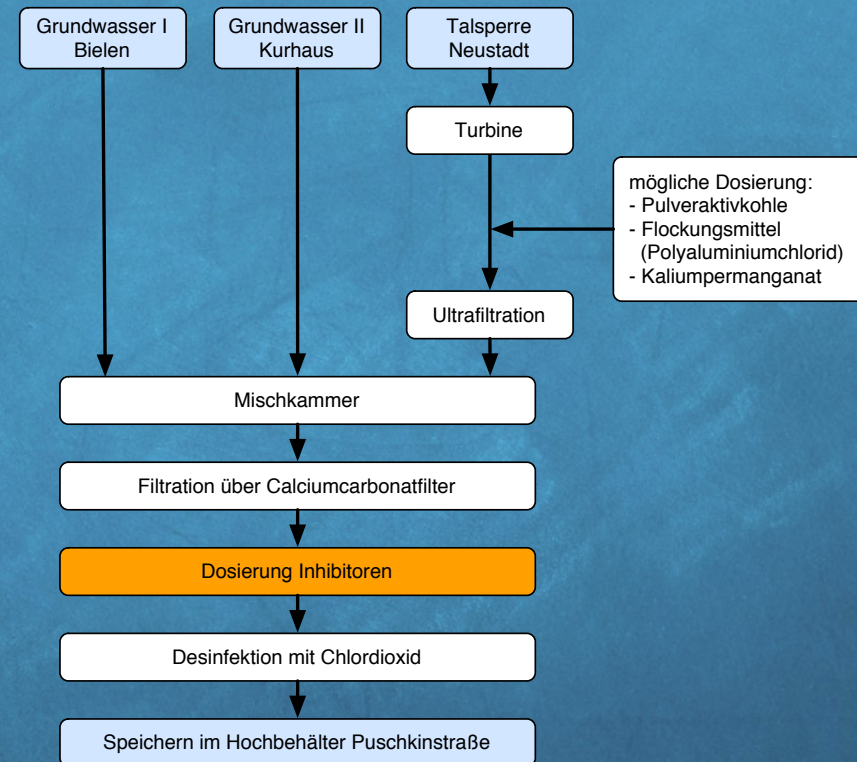 Grundwasser I
Bielen
Grundwasser II
Kurhaus
Talsperre
Neustadt
Turbine
mögliche Dosierung:
- Pulveraktivkohle
- Flockungsmittel
(Polyaluminiumchlorid)
- Kaliumpermanganat
Ultrafiltration
Mischkammer
Filtration über Calciumcarbonatfilter
Dosierung Inhibitoren
Desinfektion mit Chlordioxid
Speichern im Hochbehälter Puschkinstraße